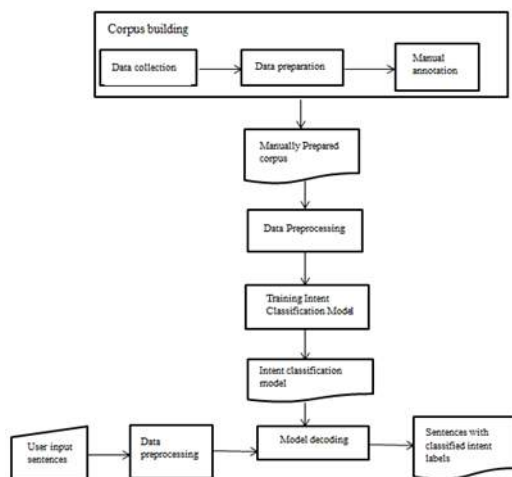 Corpus building
Data collection
Data preparation
Manual
annotation
Manually Prepared
corpus
Data Preprocessing
Training Intent
Classification Model
Intent classification
model
User input
sentences
Data
preprocessing
Model decoding
Sentences with
classified intent
labels